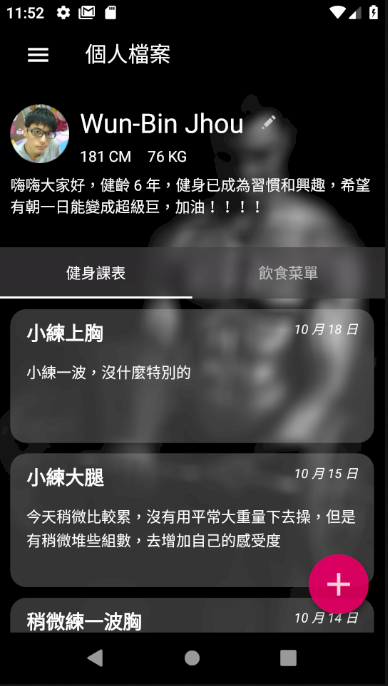 11:52
個人檔案
Wun-Bin Jhou
181 CM 76 KG
嗨嗨大家好，健齡 6 年，健身已成為習慣和興趣，希望
有朝一日能變成超級巨，加油！！！！
健身課表 飲食菜單
小練上胸 10 月 18 日
小練一波，沒什麼特別的
小練大腿 10 月 15 日
今天稍微比較累，沒有用平常大重量下去操，但是
有稍微堆些組數，去增加自己的感受度
稍微練一波胸 10 月 14 日